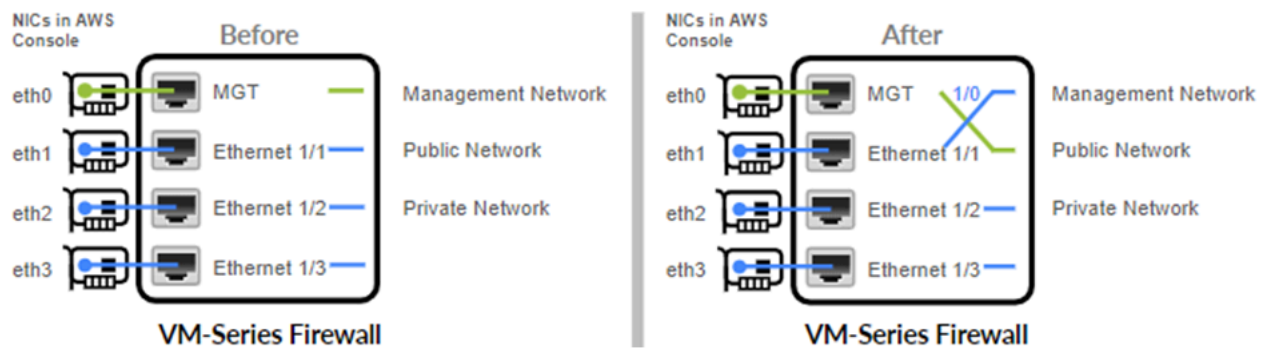 NICs in AWS
Console
Before
eth0
MGT
Management Network
eth1
Ethernet 1/1
Public Network
eth2
Ethernet 1/2
Private Network
eth3
Ethernet 1/3
VM-Series Firewall
NICs in AWS
Console
After
eth0
MGT
1/0
Management Network
eth1
Ethernet 1/1
Public Network
eth2
Ethernet 1/2
Private Network
eth3
Ethernet 1/3
VM-Series Firewall